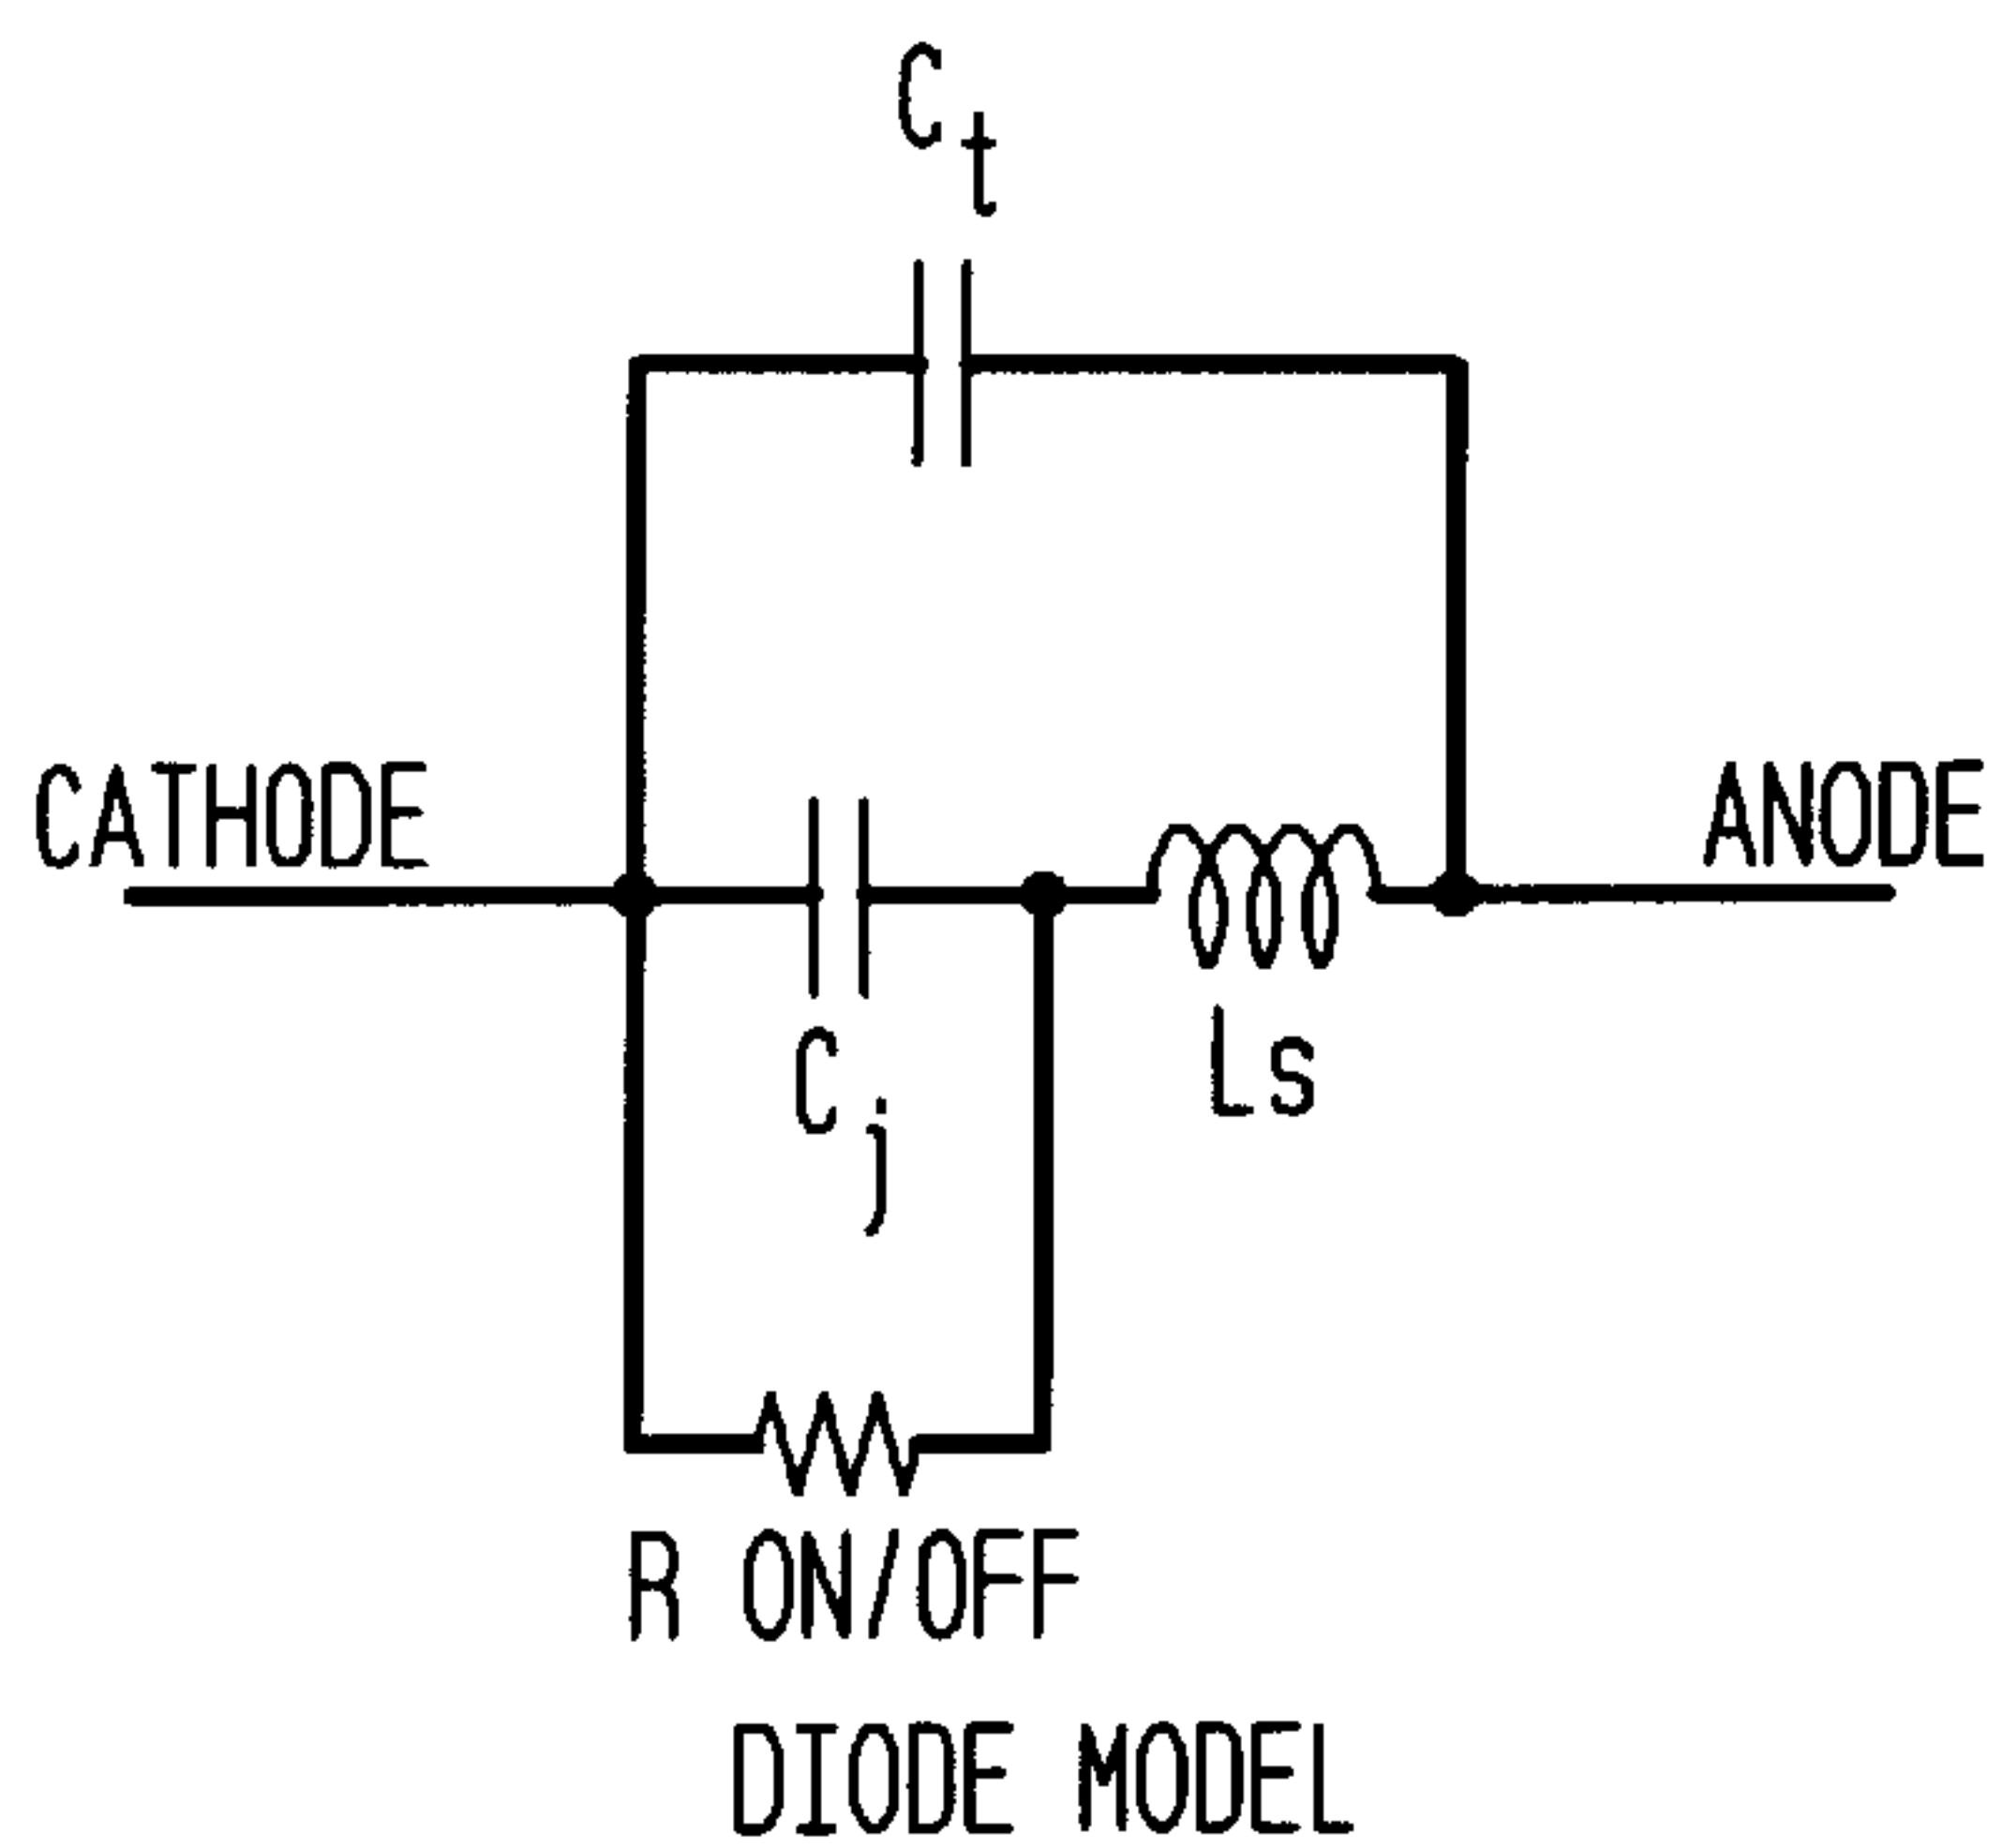 Ct
CATHODE
ANODE
Cj
Ls
R ON/OFF
DIODE MODEL